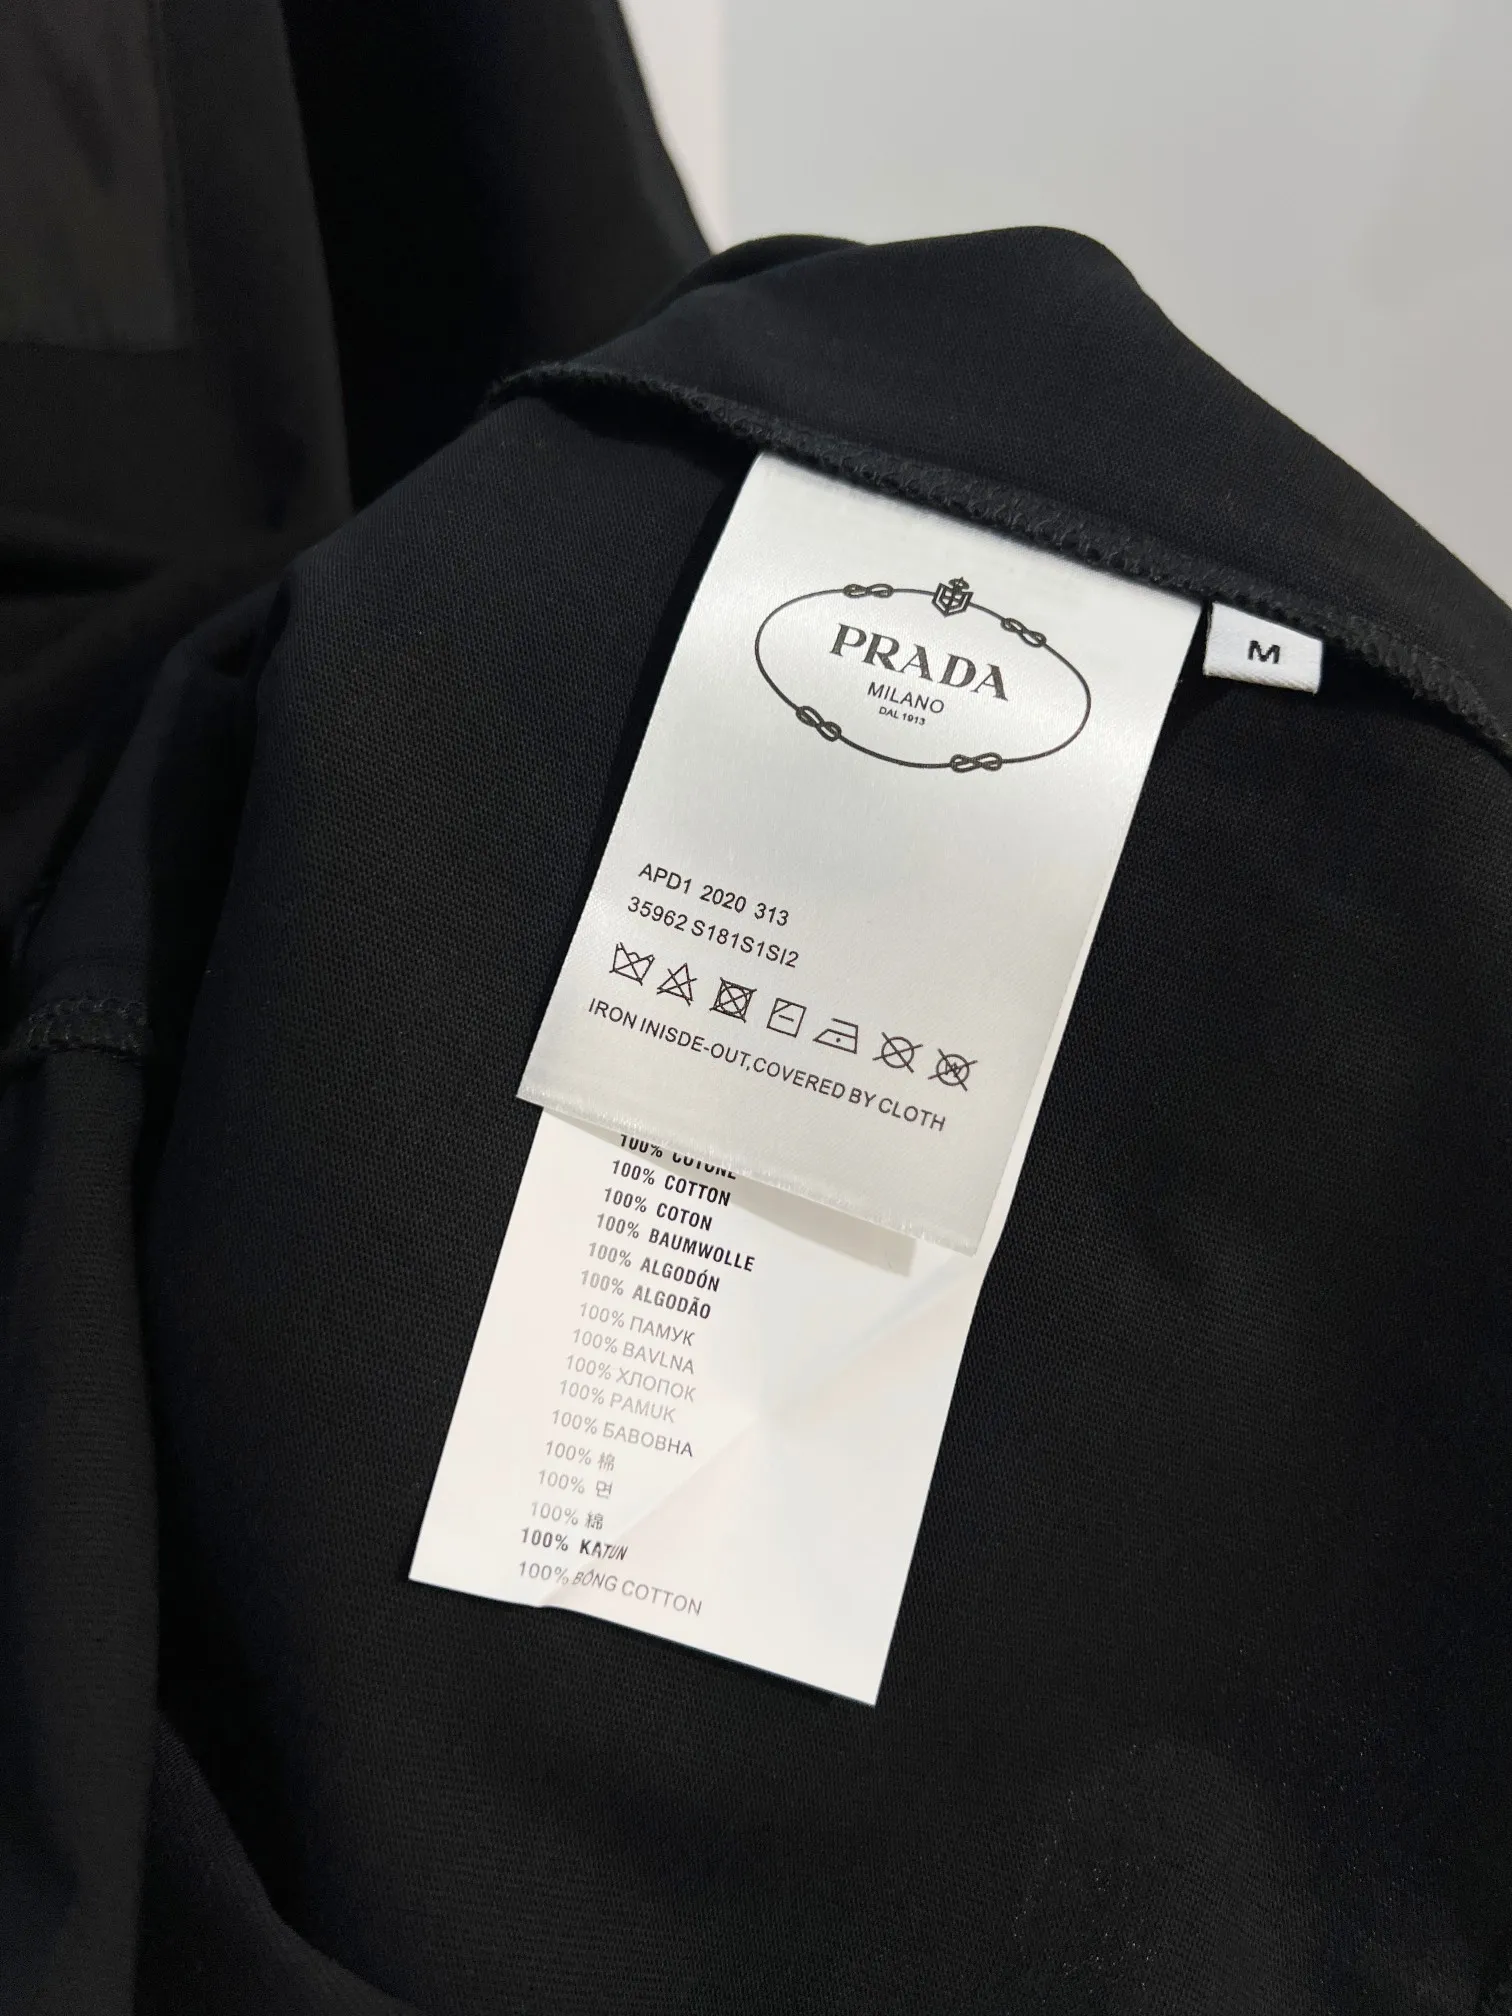 PRADA
MILANO
DAL 1913
M
APD1 2020 313
35962 S181S1SI2
IRON INISDE-OUT,COVERED BY CLOTH
100% COTONE
100% COTTON
100% COTON
100% BAUMWOLLE
100% ALGODÓN
100% ALGODÃO
100% ПАМУК
100% BAVLNA
100% ХЛОПОК
100% PAMUK
100% БАВОВНА
100% 棉
100% 면
100% 綿
100% KATUN
100% BÔNG COTTON